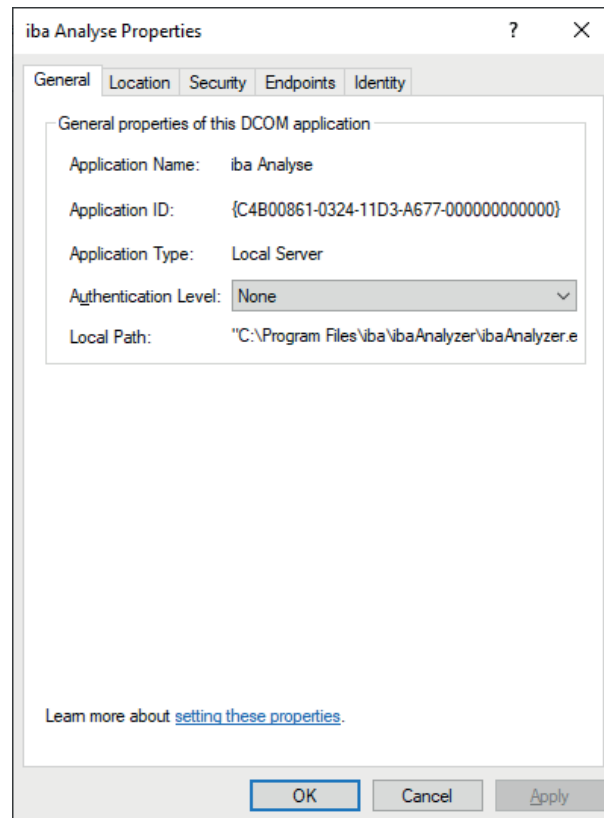 iba Analyse Properties
? ×
General Location Security Endpoints Identity
General properties of this DCOM application
Application Name: iba Analyse
Application ID: {C4B00861-0324-11D3-A677-000000000000}
Application Type: Local Server
Authentication Level: None
Local Path: "C:\Program Files\iba\ibaAnalyzer\ibaAnalyzer.e
Learn more about setting these properties.
OK Cancel Apply